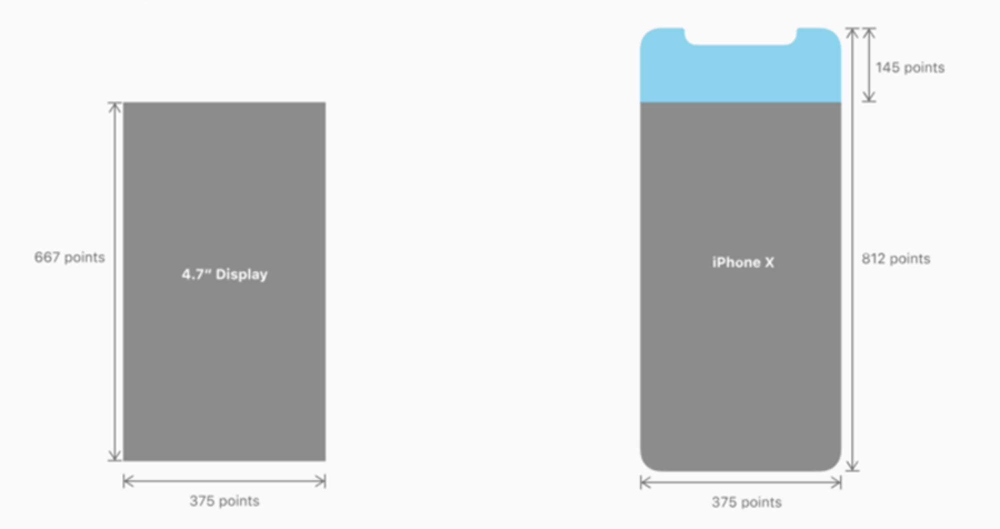 667 points
4.7” Display
375 points
145 points
iPhone X
812 points
375 points